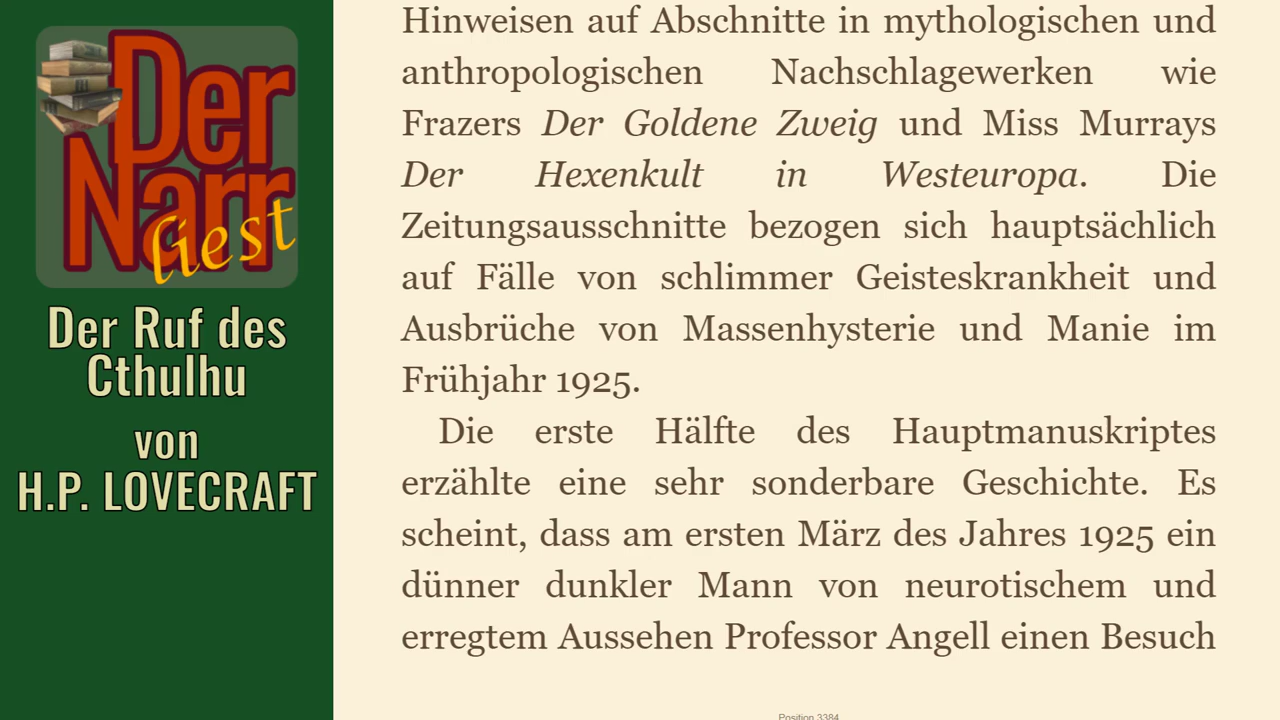 Der
Narr
liest
Der Ruf des
Cthulhu
von
H.P. LOVECRAFT
Hinweisen auf Abschnitte in mythologischen und
anthropologischen Nachschlagewerken wie
Frazers Der Goldene Zweig und Miss Murrays
Der Hexenkult in Westeuropa. Die
Zeitungsausschnitte bezogen sich hauptsächlich
auf Fälle von schlimmer Geisteskrankheit und
Ausbrüche von Massenhysterie und Manie im
Frühjahr 1925.
Die erste Hälfte des Hauptmanuskriptes
erzählte eine sehr sonderbare Geschichte. Es
scheint, dass am ersten März des Jahres 1925 ein
dünner dunkler Mann von neurotischem und
erregtem Aussehen Professor Angell einen Besuch
Position 3384